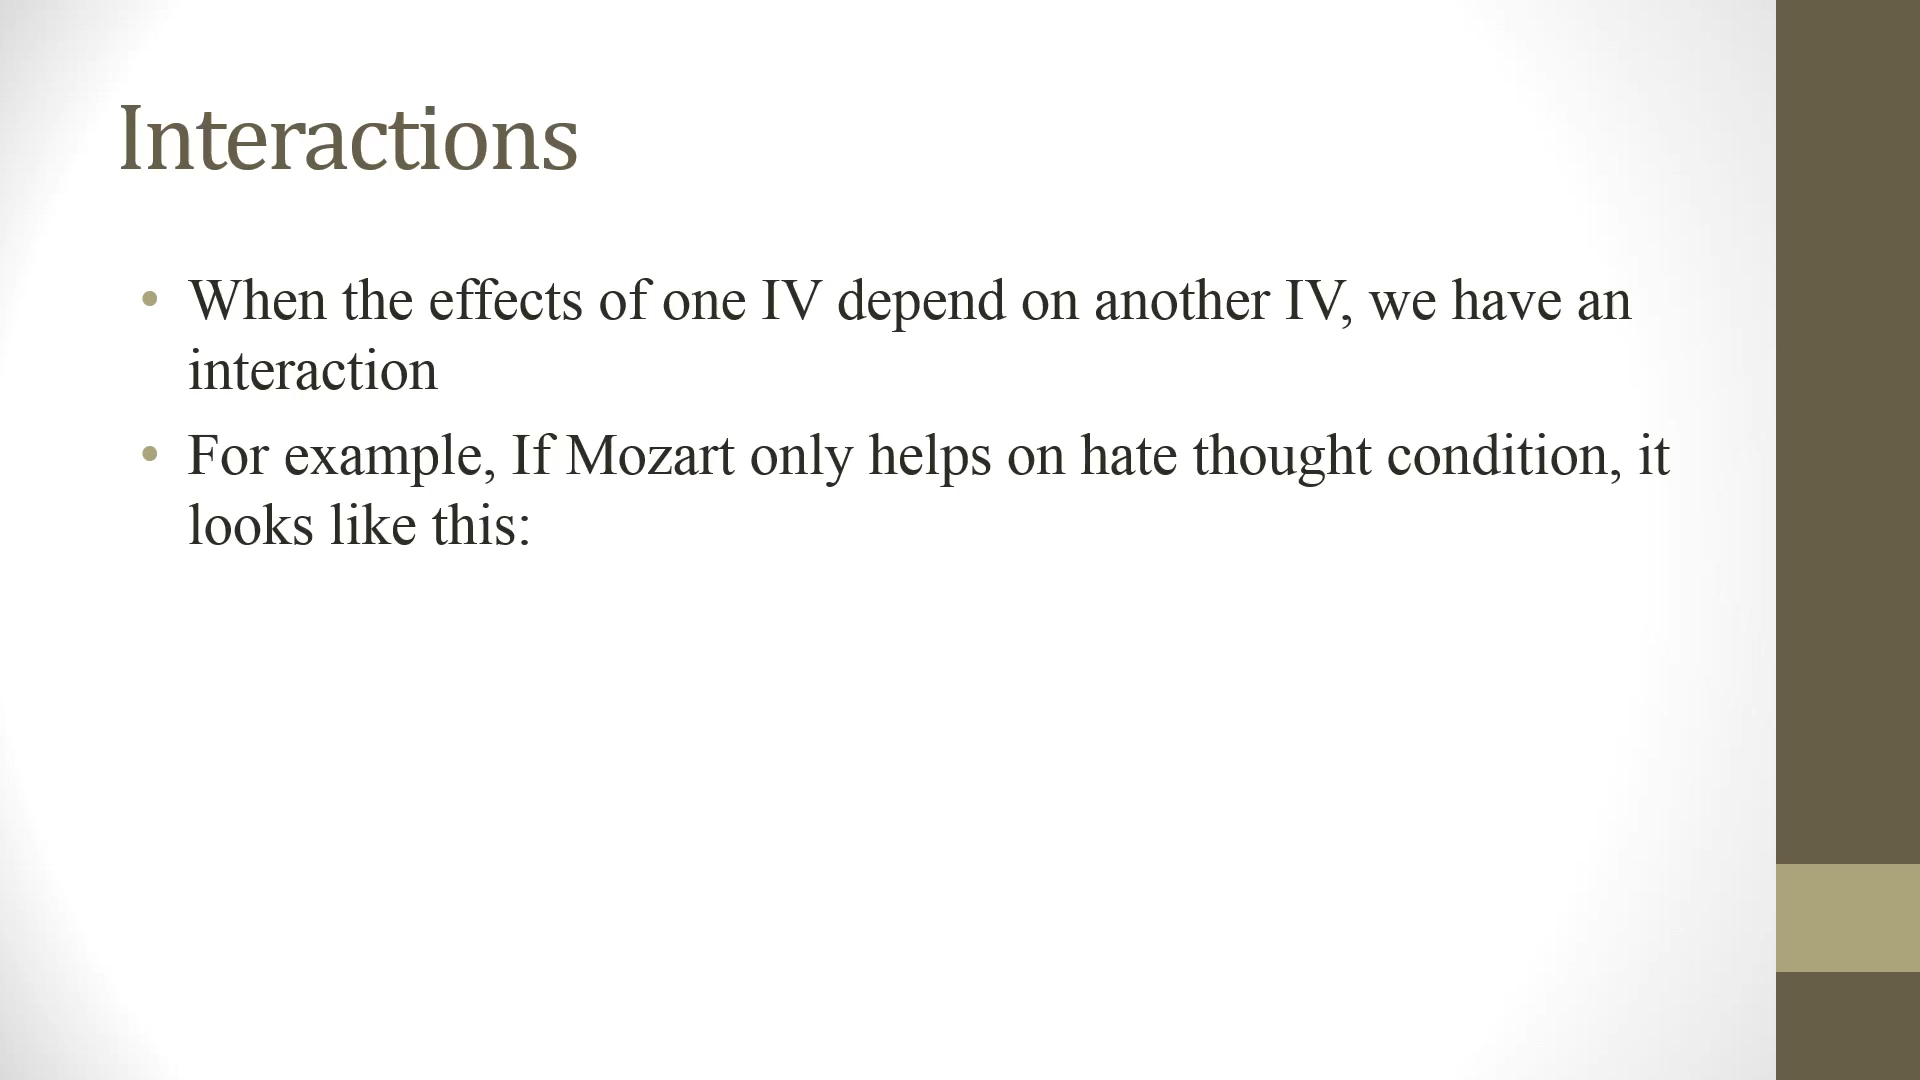 Interactions
• When the effects of one IV depend on another IV, we have an
interaction
• For example, If Mozart only helps on hate thought condition, it
looks like this: